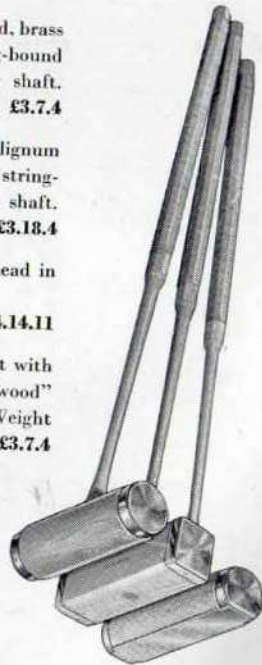 d, brass
g-bound
shaft.
£3.7.4
lignum
string-
shaft.
£3.18.4
ead in
.14.11
t with
wood”
Weight
£3.7.4